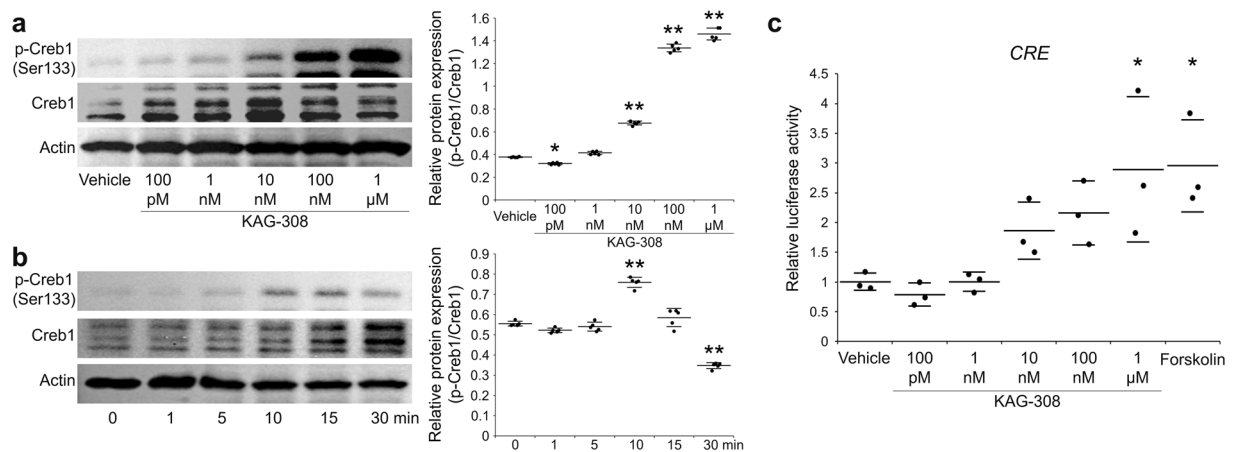 a
p-Creb1
(Ser133)
Creb1
Actin
Vehicle 100 1 10 100 1
pM nM nM nM µM
KAG-308
Relative protein expression
(p-Creb1/Creb1)
1.6
1.4
1.2
1.0
0.8
0.6
0.4
0.2
0
*
**
**
**
Vehicle 100 1 10 100 1
pM nM nM nM µM
KAG-308
b
p-Creb1
(Ser133)
Creb1
Actin
0 1 5 10 15 30 min
Relative protein expression
(p-Creb1/Creb1)
0.9
0.8
0.7
0.6
0.5
0.4
0.3
0.2
0.1
0
**
**
0 1 5 10 15 30 min
c
CRE
Relative luciferase activity
4.5
4
3.5
3
2.5
2
1.5
1
0.5
0
* *
Vehicle 100 1 10 100 1 Forskolin
pM nM nM nM µM
KAG-308